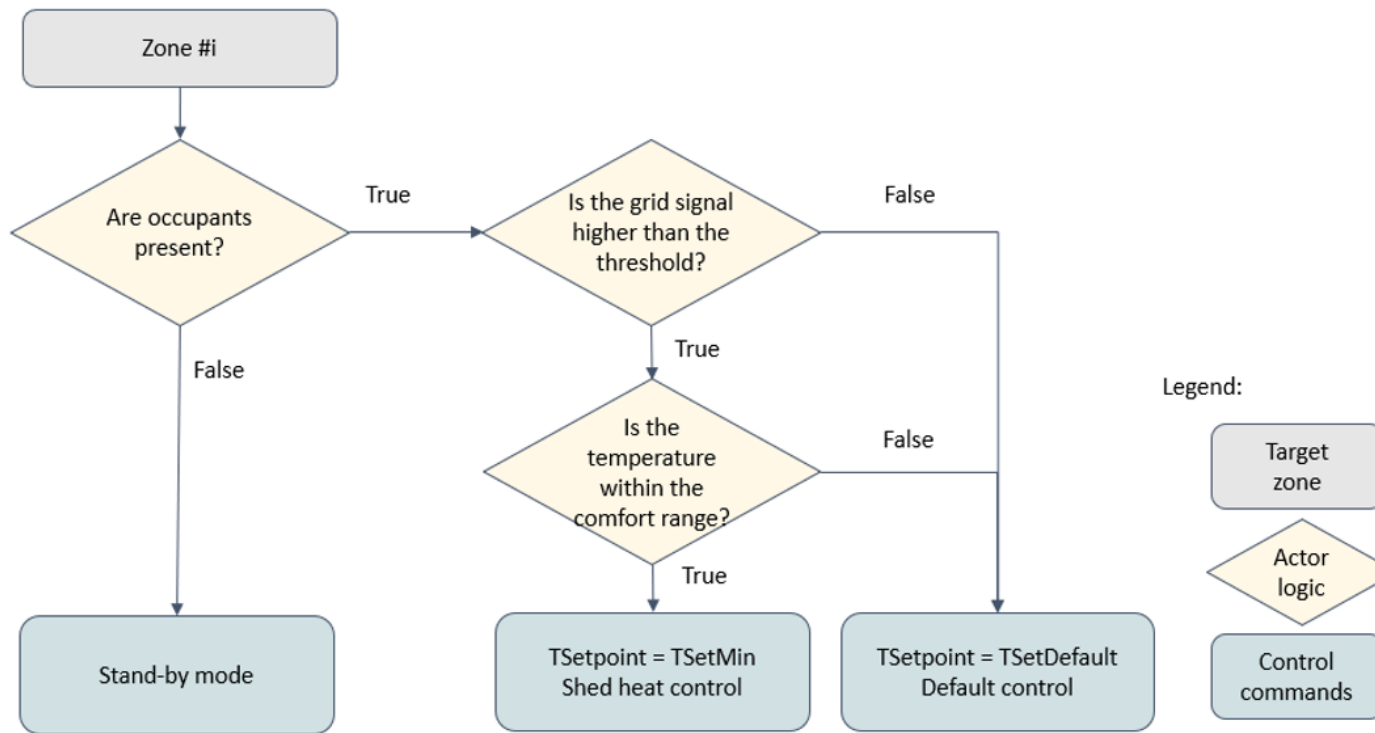 Zone #i
Are occupants
present?
True
Is the grid signal
higher than the
threshold?
False
False
True
Is the
temperature
within the
comfort range?
False
True
Stand-by mode
TSetpoint = TSetMin
Shed heat control
TSetpoint = TSetDefault
Default control
Legend:
Target
zone
Actor
logic
Control
commands